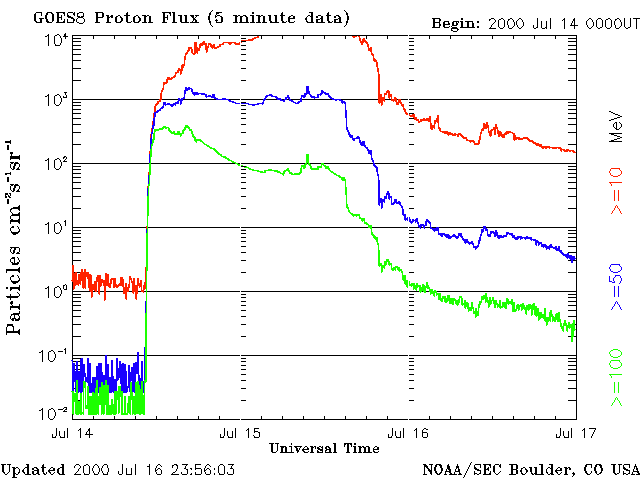 GOES8 Proton Flux (5 minute data)
Begin: 2000 Jul 14 0000UT
Particles cm⁻²s⁻¹sr⁻¹
10⁴
10³
10²
10¹
10⁰
10⁻¹
10⁻²
Jul 14
Jul 15
Jul 16
Jul 17
Universal Time
MeV
>=10
>=50
>=100
Updated 2000 Jul 16 23:56:03
NOAA/SEC Boulder, CO USA